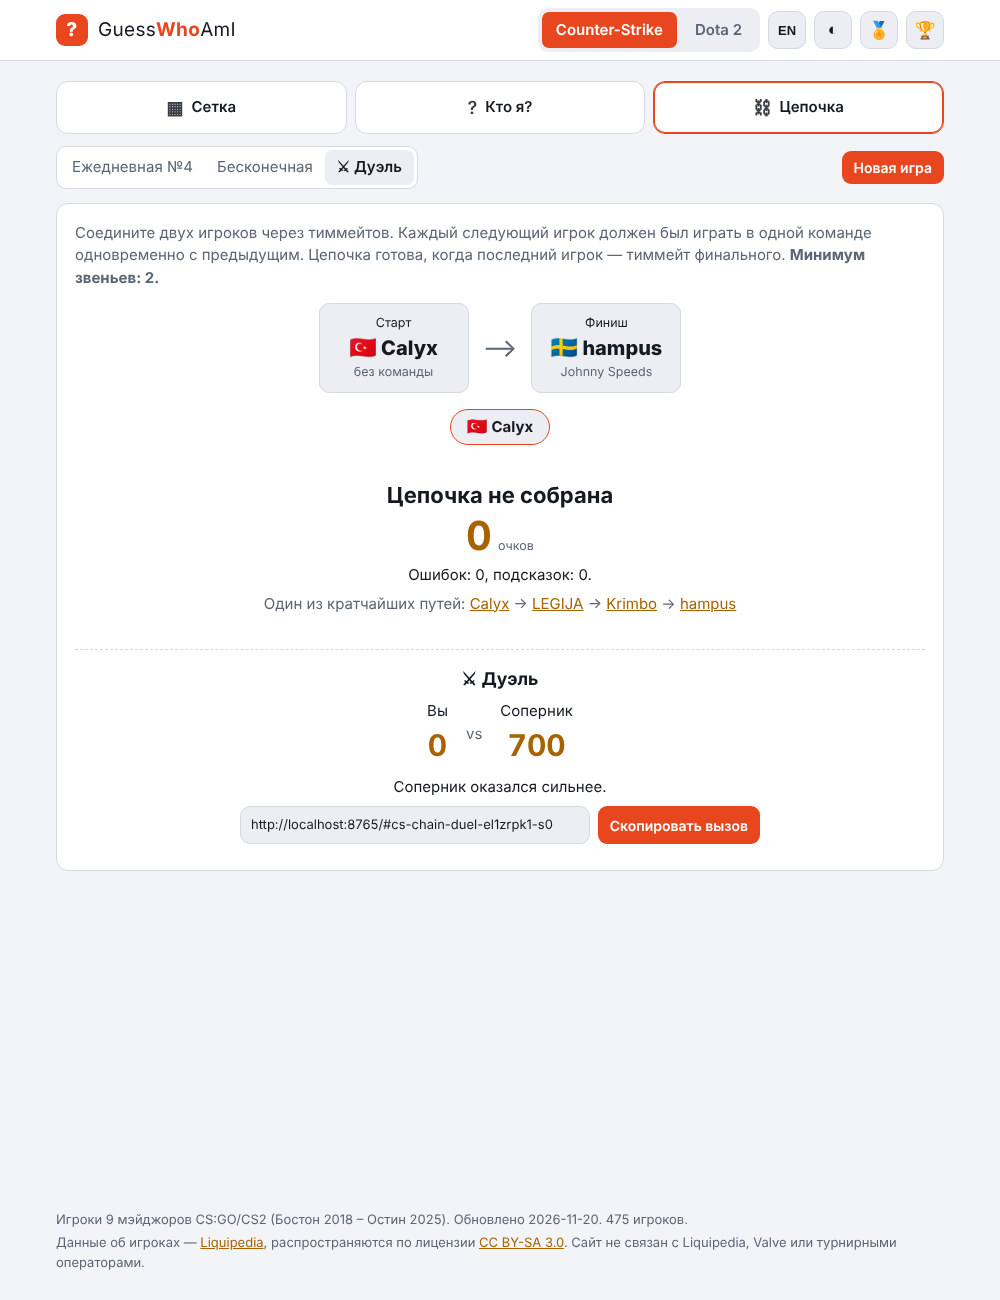 ? GuessWhoAmI
Counter-Strike Dota 2 EN
Сетка
? Кто я?
Цепочка
Ежедневная №4 Бесконечная ⚔ Дуэль
Новая игра
Соедините двух игроков через тиммейтов. Каждый следующий игрок должен был играть в одной команде
одновременно с предыдущим. Цепочка готова, когда последний игрок — тиммейт финального. Минимум
звеньев: 2.
Старт
Calyx
без команды
→
Финиш
hampus
Johnny Speeds
Calyx
Цепочка не собрана
0 очков
Ошибок: 0, подсказок: 0.
Один из кратчайших путей: Calyx → LEGIJA → Krimbo → hampus
⚔ Дуэль
Вы
0
vs
Соперник
700
Соперник оказался сильнее.
http://localhost:8765/#cs-chain-duel-el1zrpk1-s0
Скопировать вызов
Игроки 9 мэйджоров CS:GO/CS2 (Бостон 2018 – Остин 2025). Обновлено 2026-11-20. 475 игроков.
Данные об игроках — Liquipedia, распространяются по лицензии CC BY-SA 3.0. Сайт не связан с Liquipedia, Valve или турнирными
операторами.